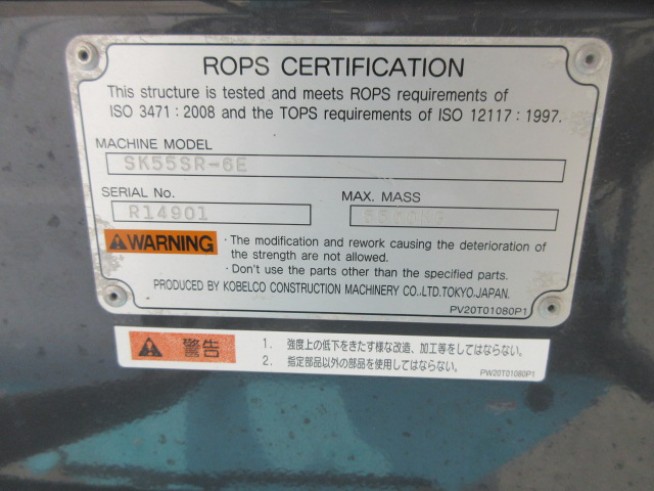 ROPS CERTIFICATION
This structure is tested and meets ROPS requirements of
ISO 3471 : 2008 and the TOPS requirements of ISO 12117 : 1997.
MACHINE MODEL
SK55SR-6E
SERIAL No.
MAX. MASS
R14901
WARNING
· The modification and rework causing the deterioration of
the strength are not allowed.
· Don't use the parts other than the specified parts.
PRODUCED BY KOBELCO CONSTRUCTION MACHINERY CO.,LTD.TOKYO.JAPAN.
PV20T01080P1
警告
1. 強度上の低下をきたす様な改造、加工等をしてはならない。
2. 指定部品以外の部品を使用してはならない。
PW20T01080P1